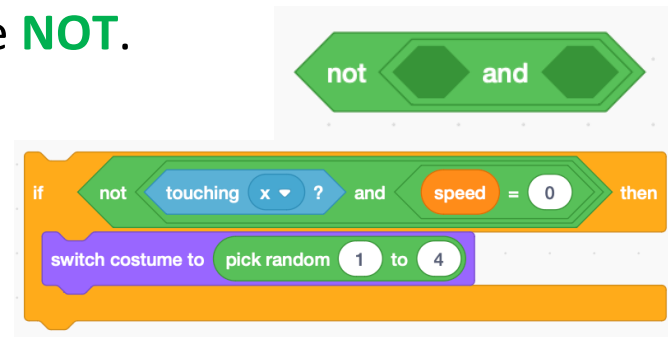 e NOT.
not and
if not touching x ? and speed = 0 then
switch costume to pick random 1 to 4